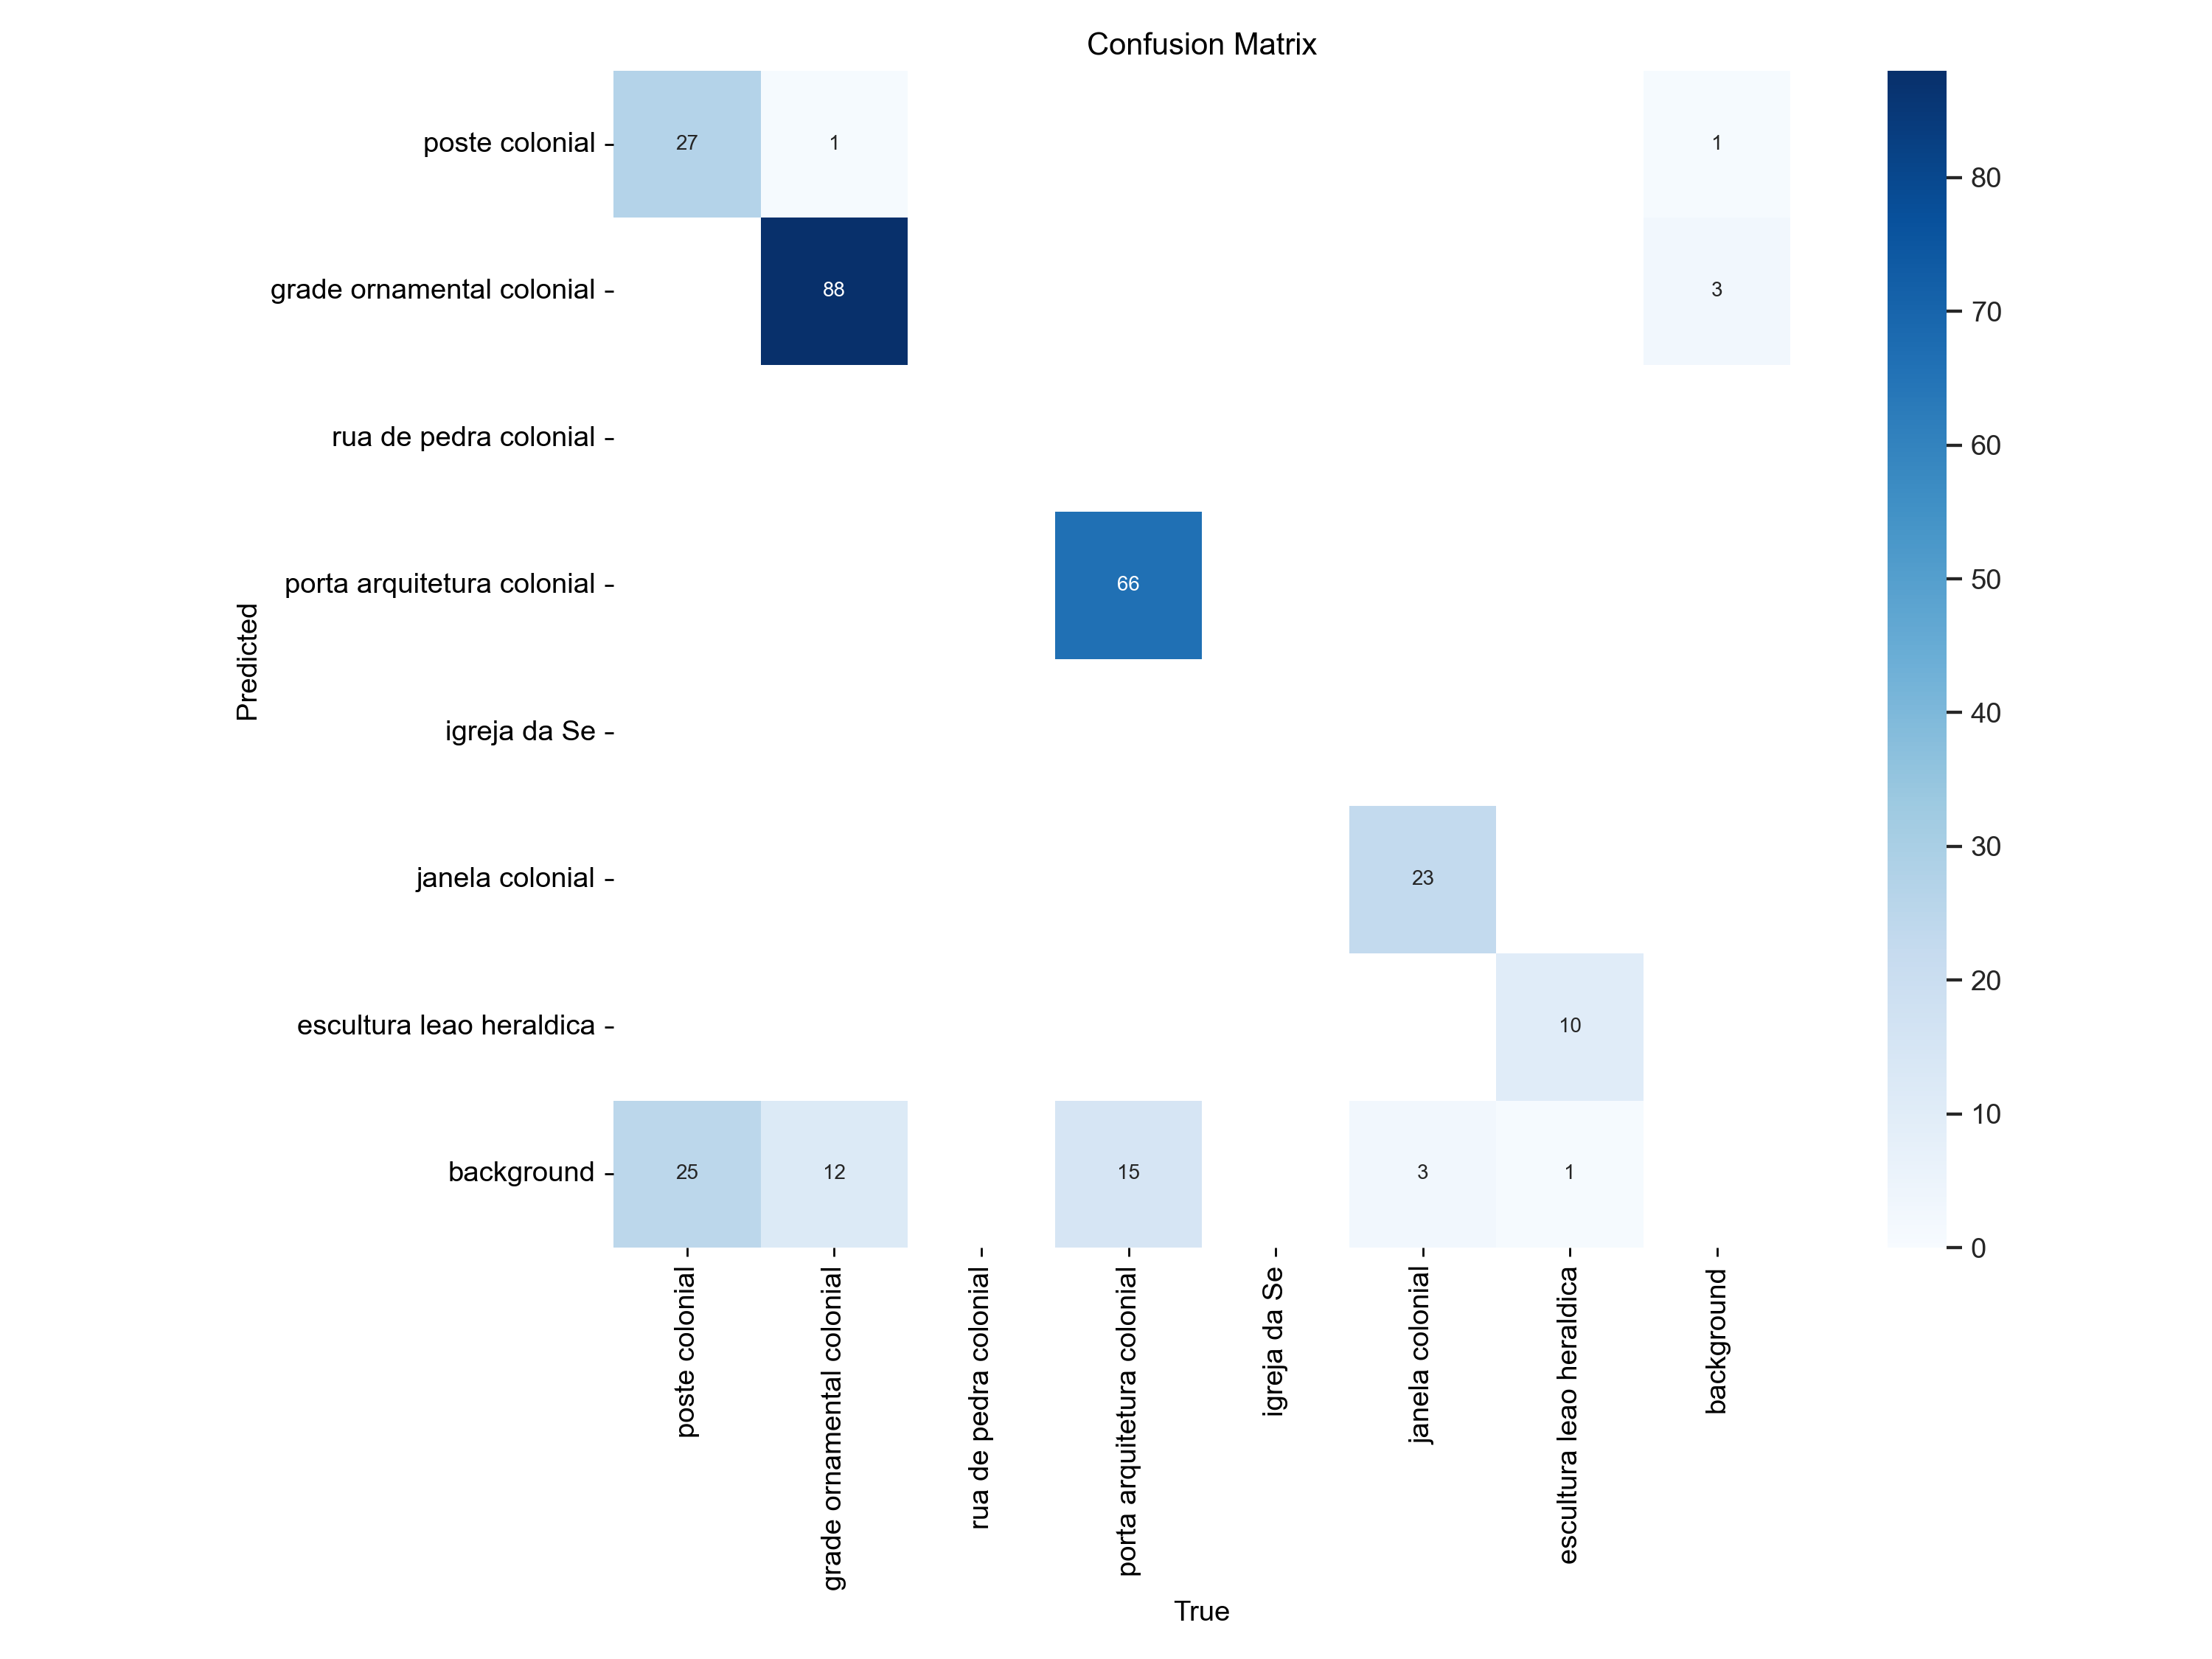 Confusion Matrix
poste colonial
27 1 1
grade ornamental colonial
88 3
rua de pedra colonial
porta arquitetura colonial
66
igreja da Se
janela colonial
23
escultura leao heraldica
10
background
25 12 15 3 1
Predicted
poste colonial
grade ornamental colonial
rua de pedra colonial
porta arquitetura colonial
igreja da Se
janela colonial
escultura leao heraldica
background
True
80
70
60
50
40
30
20
10
0